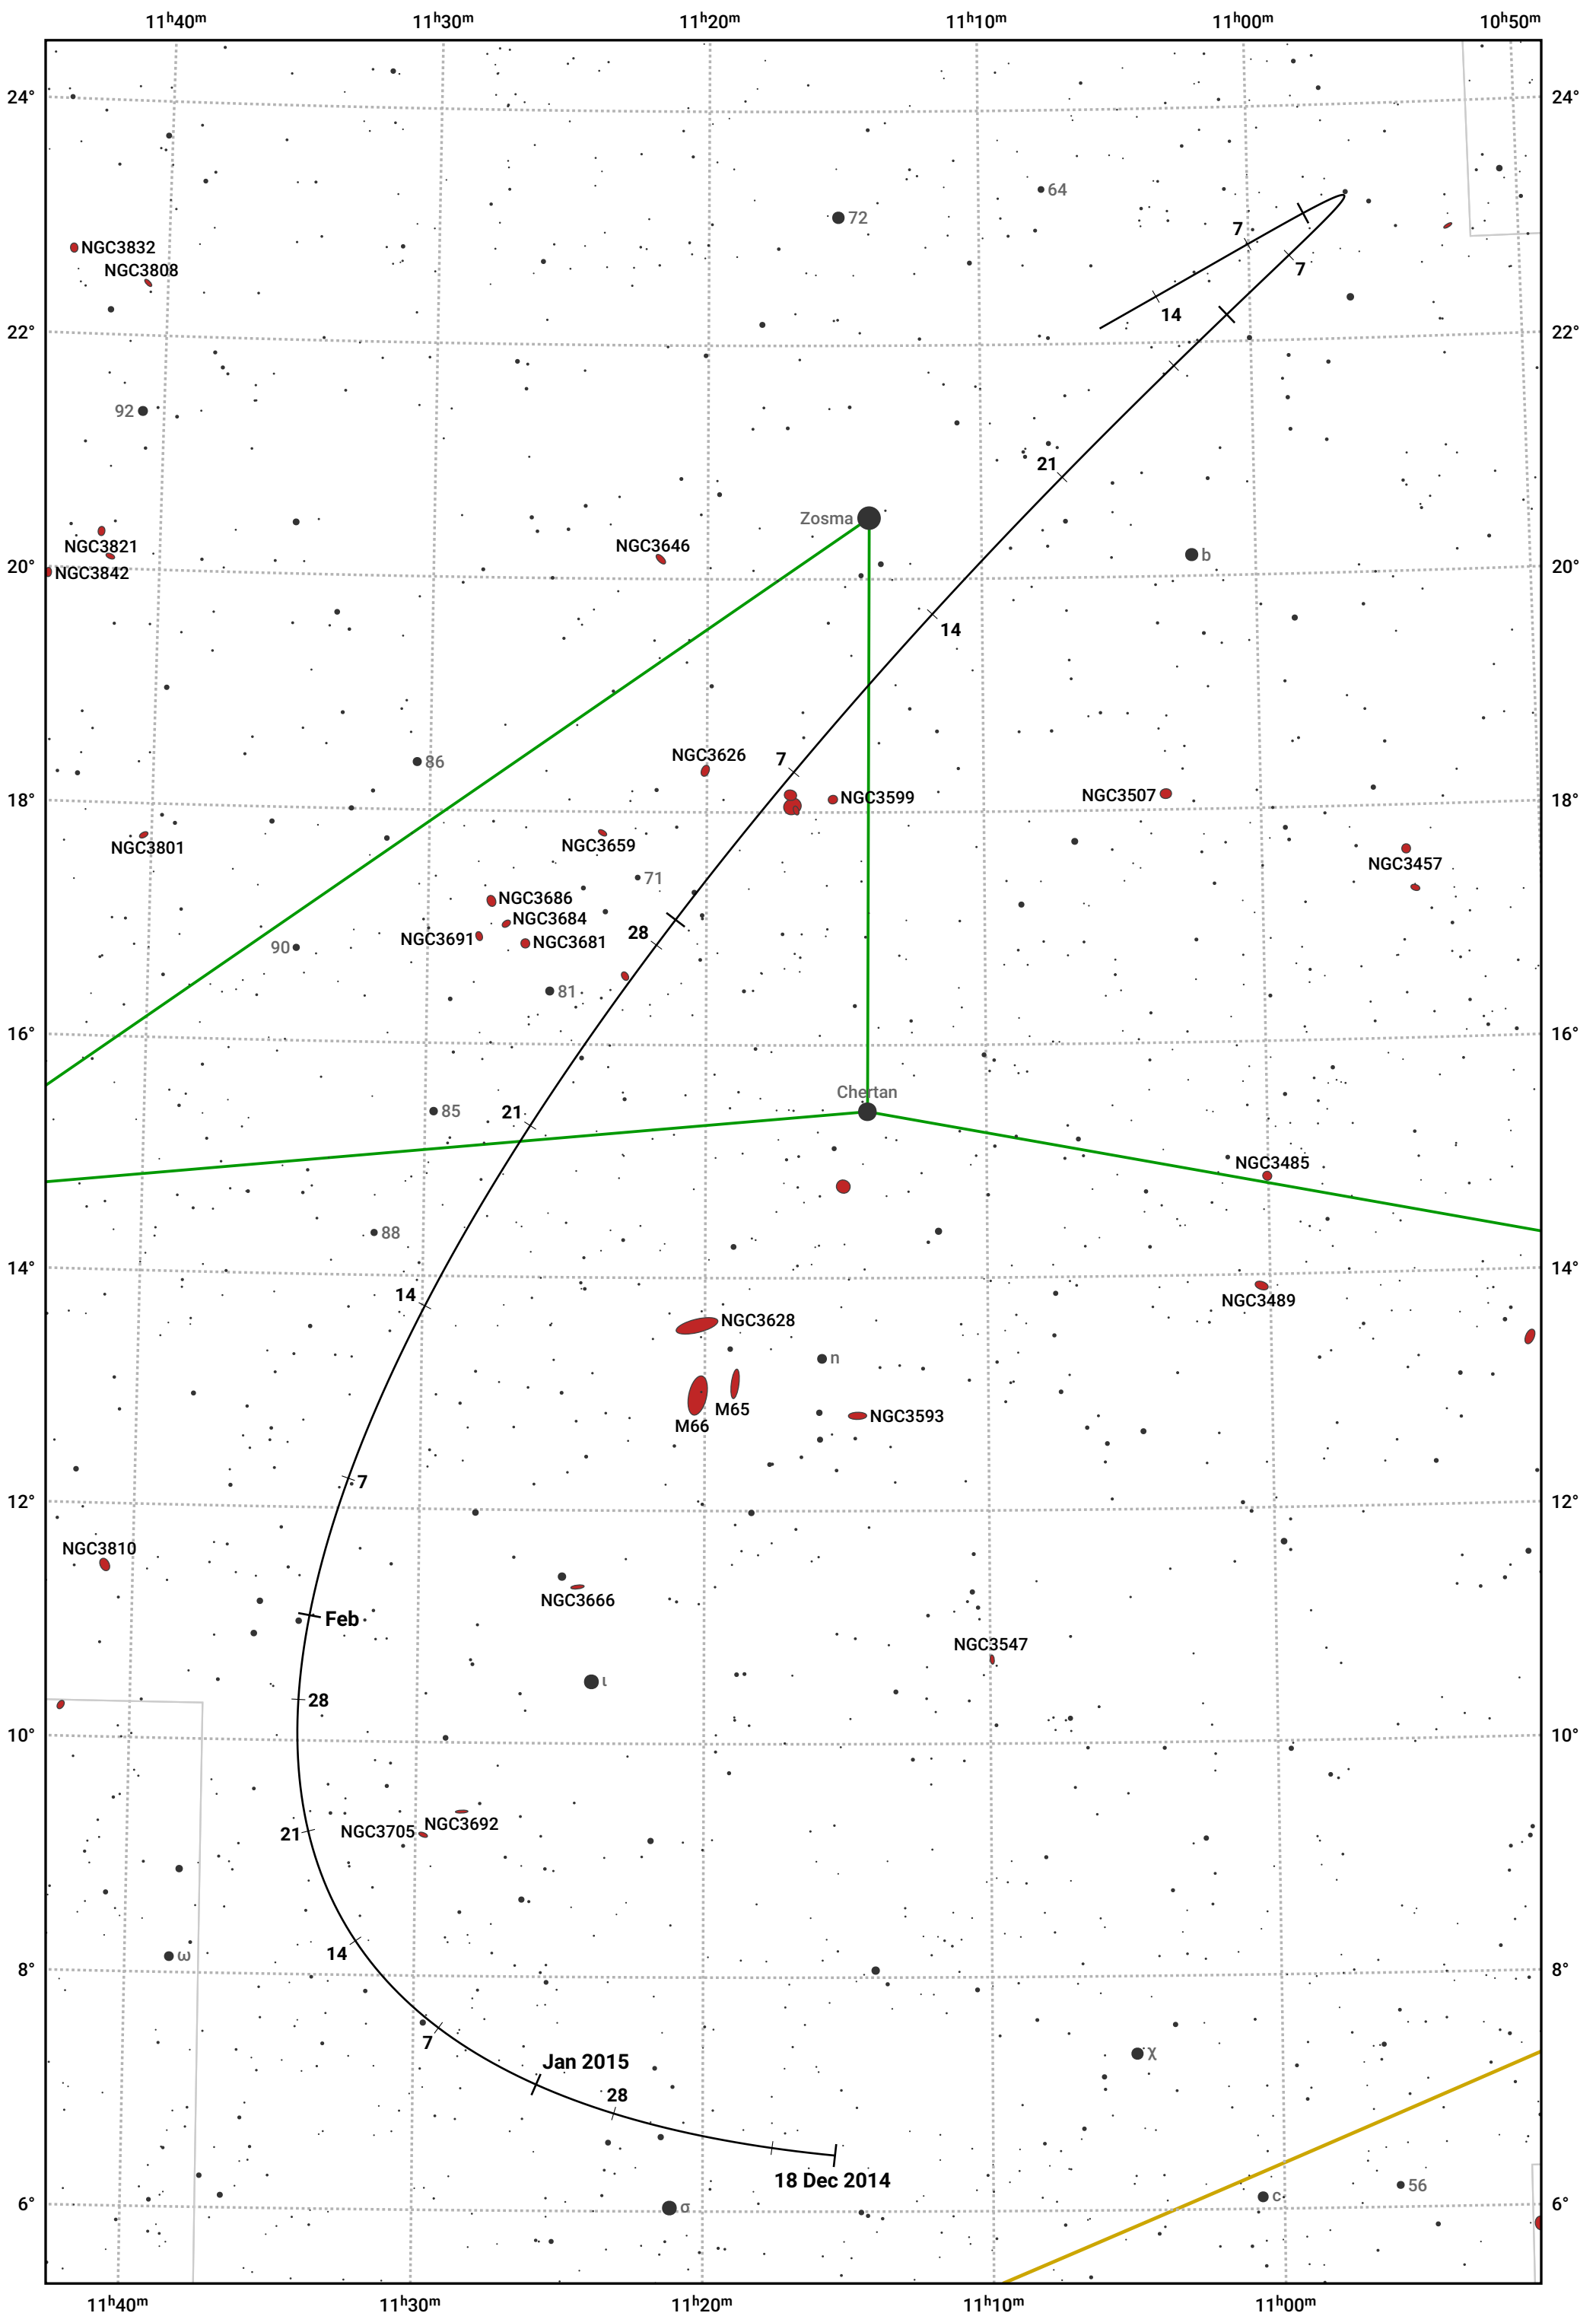 11ʰ40ᵐ 11ʰ30ᵐ 11ʰ20ᵐ 11ʰ10ᵐ 11ʰ00ᵐ 10ʰ50ᵐ
24° 24°
64
72
7
NGC3832
NGC3808
7
14
22° 22°
92
21
Zosma
NGC3646
NGC3821
b
20° 20°
NGC3842
14
NGC3626
7
86
NGC3599
NGC3507
18° 18°
NGC3659
NGC3801
NGC3457
71
NGC3686
NGC3684
28
NGC3691
NGC3681
90
81
16° 16°
Chertan
21
85
NGC3485
88
14° 14°
14
NGC3489
NGC3628
n
M65
NGC3593
M66
7
12° 12°
NGC3810
NGC3666
Feb
NGC3547
ι
28
10° 10°
NGC3692
NGC3705
21
14
ω
8° 8°
7
χ
Jan 2015
28
18 Dec 2014
56
c
6° 6°
σ
11ʰ40ᵐ 11ʰ30ᵐ 11ʰ20ᵐ 11ʰ10ᵐ 11ʰ00ᵐ